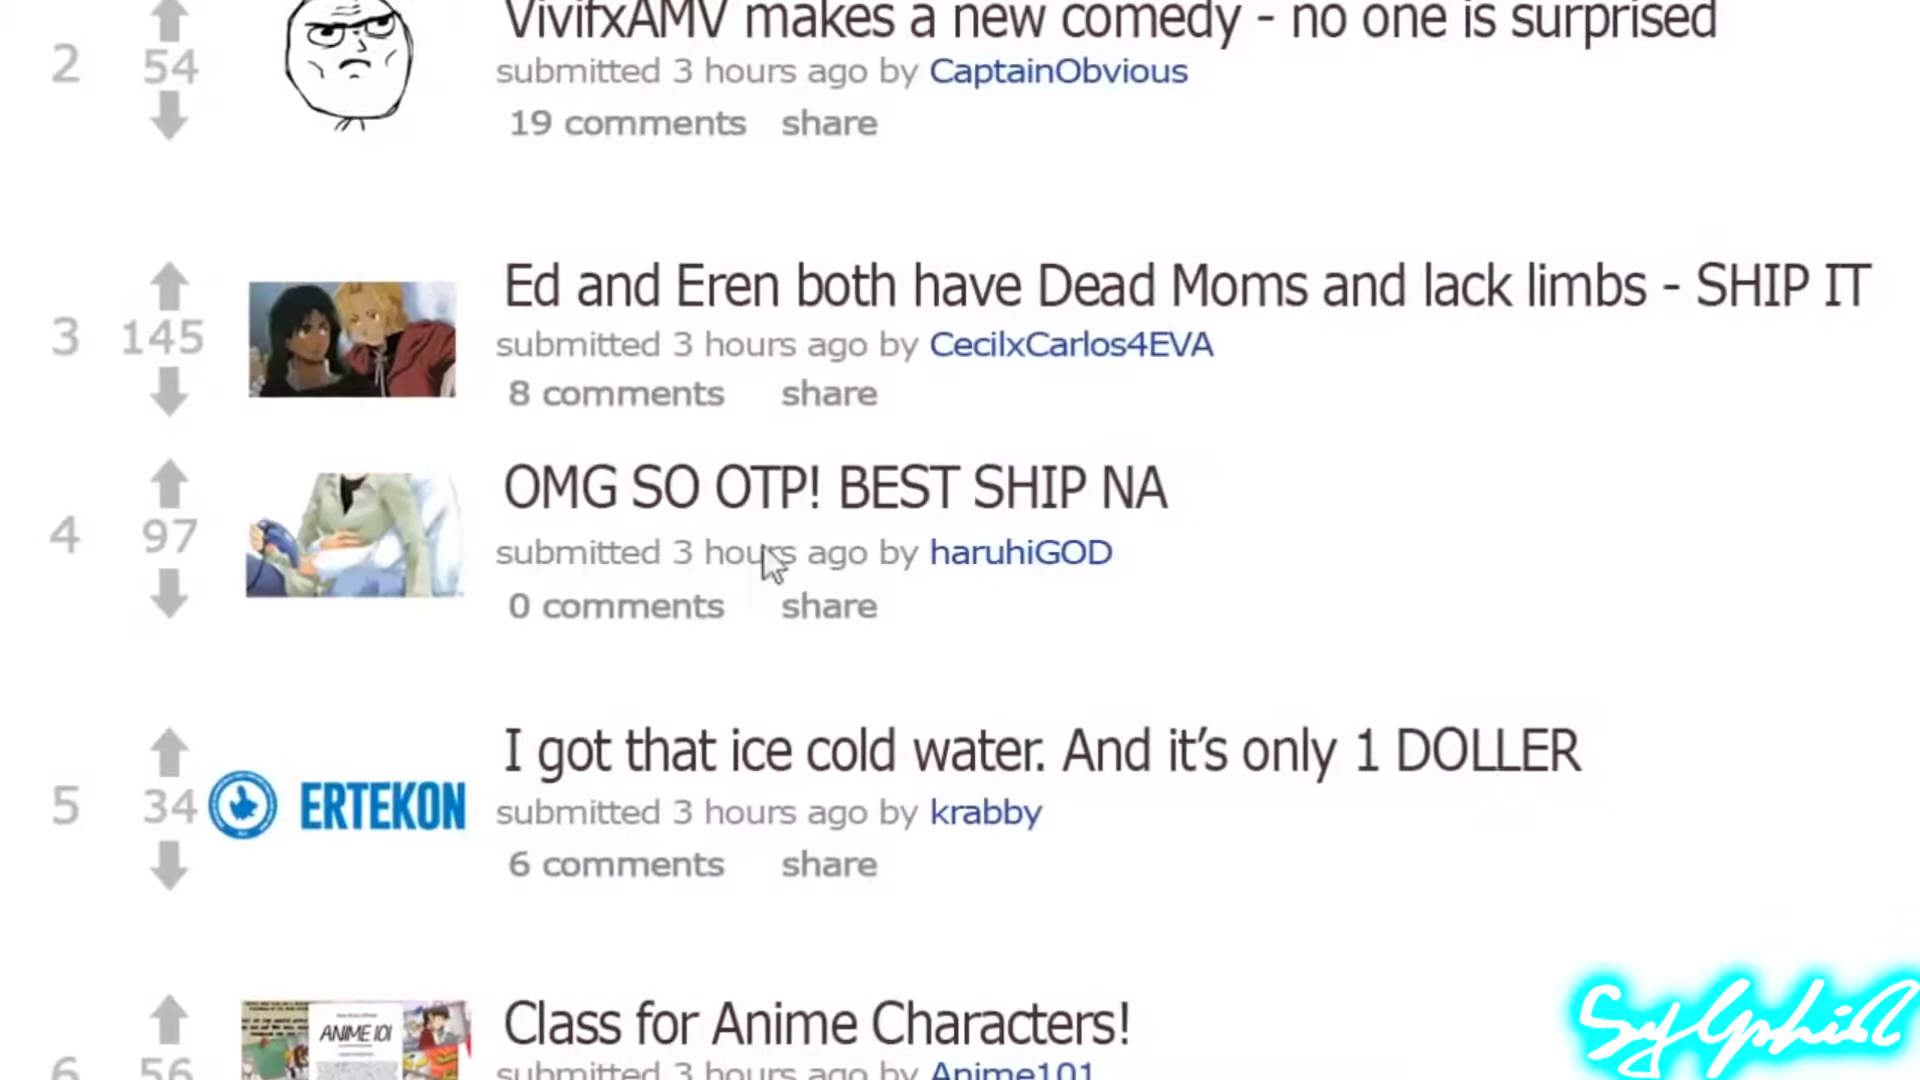 2
54
VivifxAMV makes a new comedy - no one is surprised
submitted 3 hours ago by CaptainObvious
19 comments share
3
145
Ed and Eren both have Dead Moms and lack limbs - SHIP IT
submitted 3 hours ago by CecilxCarlos4EVA
8 comments share
4
97
OMG SO OTP! BEST SHIP NA
submitted 3 hours ago by haruhiGOD
0 comments share
5
34
ERTEKON
I got that ice cold water. And it’s only 1 DOLLER
submitted 3 hours ago by krabby
6 comments share
6
56
ANIME 101
Class for Anime Characters!
submitted 3 hours ago by Anime101
Sylphia